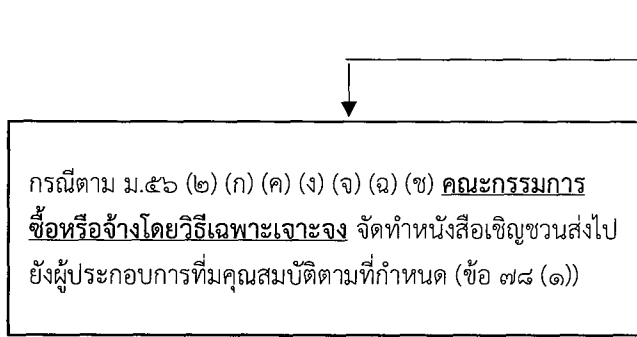 กรณีตาม ม.๕๖ (๒) (ก) (ค) (ง) (จ) (ฉ) (ช) คณะกรรมการ
ซื้อหรือจ้างโดยวิธีเฉพาะเจาะจง จัดทำหนังสือเชิญชวนส่งไป
ยังผู้ประกอบการที่มคุณสมบัติตามที่กำหนด (ข้อ ๗๘ (๑))